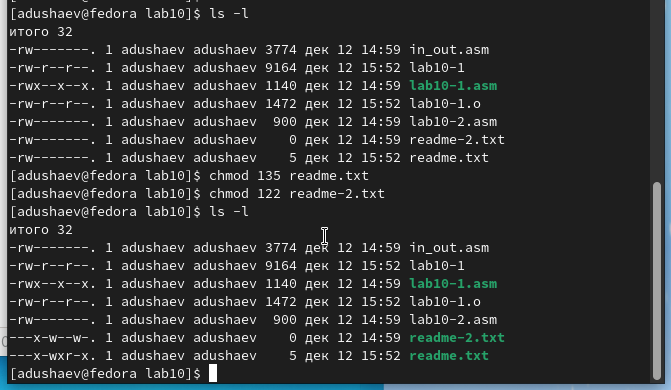 [adushaev@fedora lab10]$ ls -l
итого 32
-rw-------. 1 adushaev adushaev 3774 дек 12 14:59 in_out.asm
-rw-r--r--. 1 adushaev adushaev 9164 дек 12 15:52 lab10-1
-rwx--x--x. 1 adushaev adushaev 1140 дек 12 14:59 lab10-1.asm
-rw-r--r--. 1 adushaev adushaev 1472 дек 12 15:52 lab10-1.o
-rw-------. 1 adushaev adushaev  900 дек 12 14:59 lab10-2.asm
-rw-------. 1 adushaev adushaev    0 дек 12 14:59 readme-2.txt
-rw-------. 1 adushaev adushaev    5 дек 12 15:52 readme.txt
[adushaev@fedora lab10]$ chmod 135 readme.txt
[adushaev@fedora lab10]$ chmod 122 readme-2.txt
[adushaev@fedora lab10]$ ls -l
итого 32
-rw-------. 1 adushaev adushaev 3774 дек 12 14:59 in_out.asm
-rw-r--r--. 1 adushaev adushaev 9164 дек 12 15:52 lab10-1
-rwx--x--x. 1 adushaev adushaev 1140 дек 12 14:59 lab10-1.asm
-rw-r--r--. 1 adushaev adushaev 1472 дек 12 15:52 lab10-1.o
-rw-------. 1 adushaev adushaev  900 дек 12 14:59 lab10-2.asm
---x-w--w-. 1 adushaev adushaev    0 дек 12 14:59 readme-2.txt
---x-wxr-x. 1 adushaev adushaev    5 дек 12 15:52 readme.txt
[adushaev@fedora lab10]$